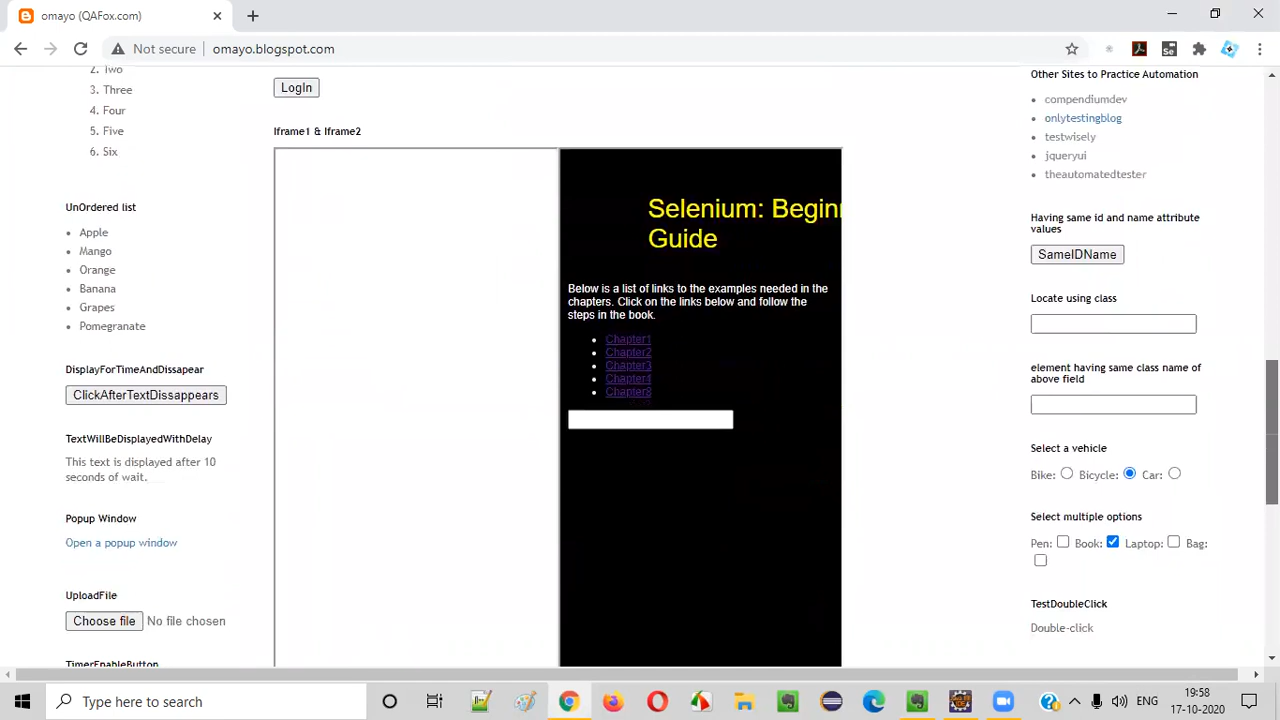 omayo (QAFox.com)
Not secure
omayo.blogspot.com
2. Two
3. Three
4. Four
5. Five
6. Six
UnOrdered list
Apple
Mango
Orange
Banana
Grapes
Pomegranate
DisplayForTimeAndDissapear
ClickAfterTextDissappears
TextWillBeDisplayedWithDelay
This text is displayed after 10
seconds of wait.
Popup Window
Open a popup window
UploadFile
Choose file No file chosen
TimerEnableButton
LogIn
Iframe1 & Iframe2
Selenium: Beginn
Guide
Below is a list of links to the examples needed in the
chapters. Click on the links below and follow the
steps in the book.
Chapter1
Chapter2
Chapter3
Chapter4
Chapter8
Other Sites to Practice Automation
compendiumdev
onlytestingblog
testwisely
jqueryui
theautomatedtester
Having same id and name attribute
values
SameIDName
Locate using class
element having same class name of
above field
Select a vehicle
Bike: Bicycle: Car:
Select multiple options
Pen: Book: Laptop: Bag:
TestDoubleClick
Double-click
Type here to search
ENG
19:58
17-10-2020